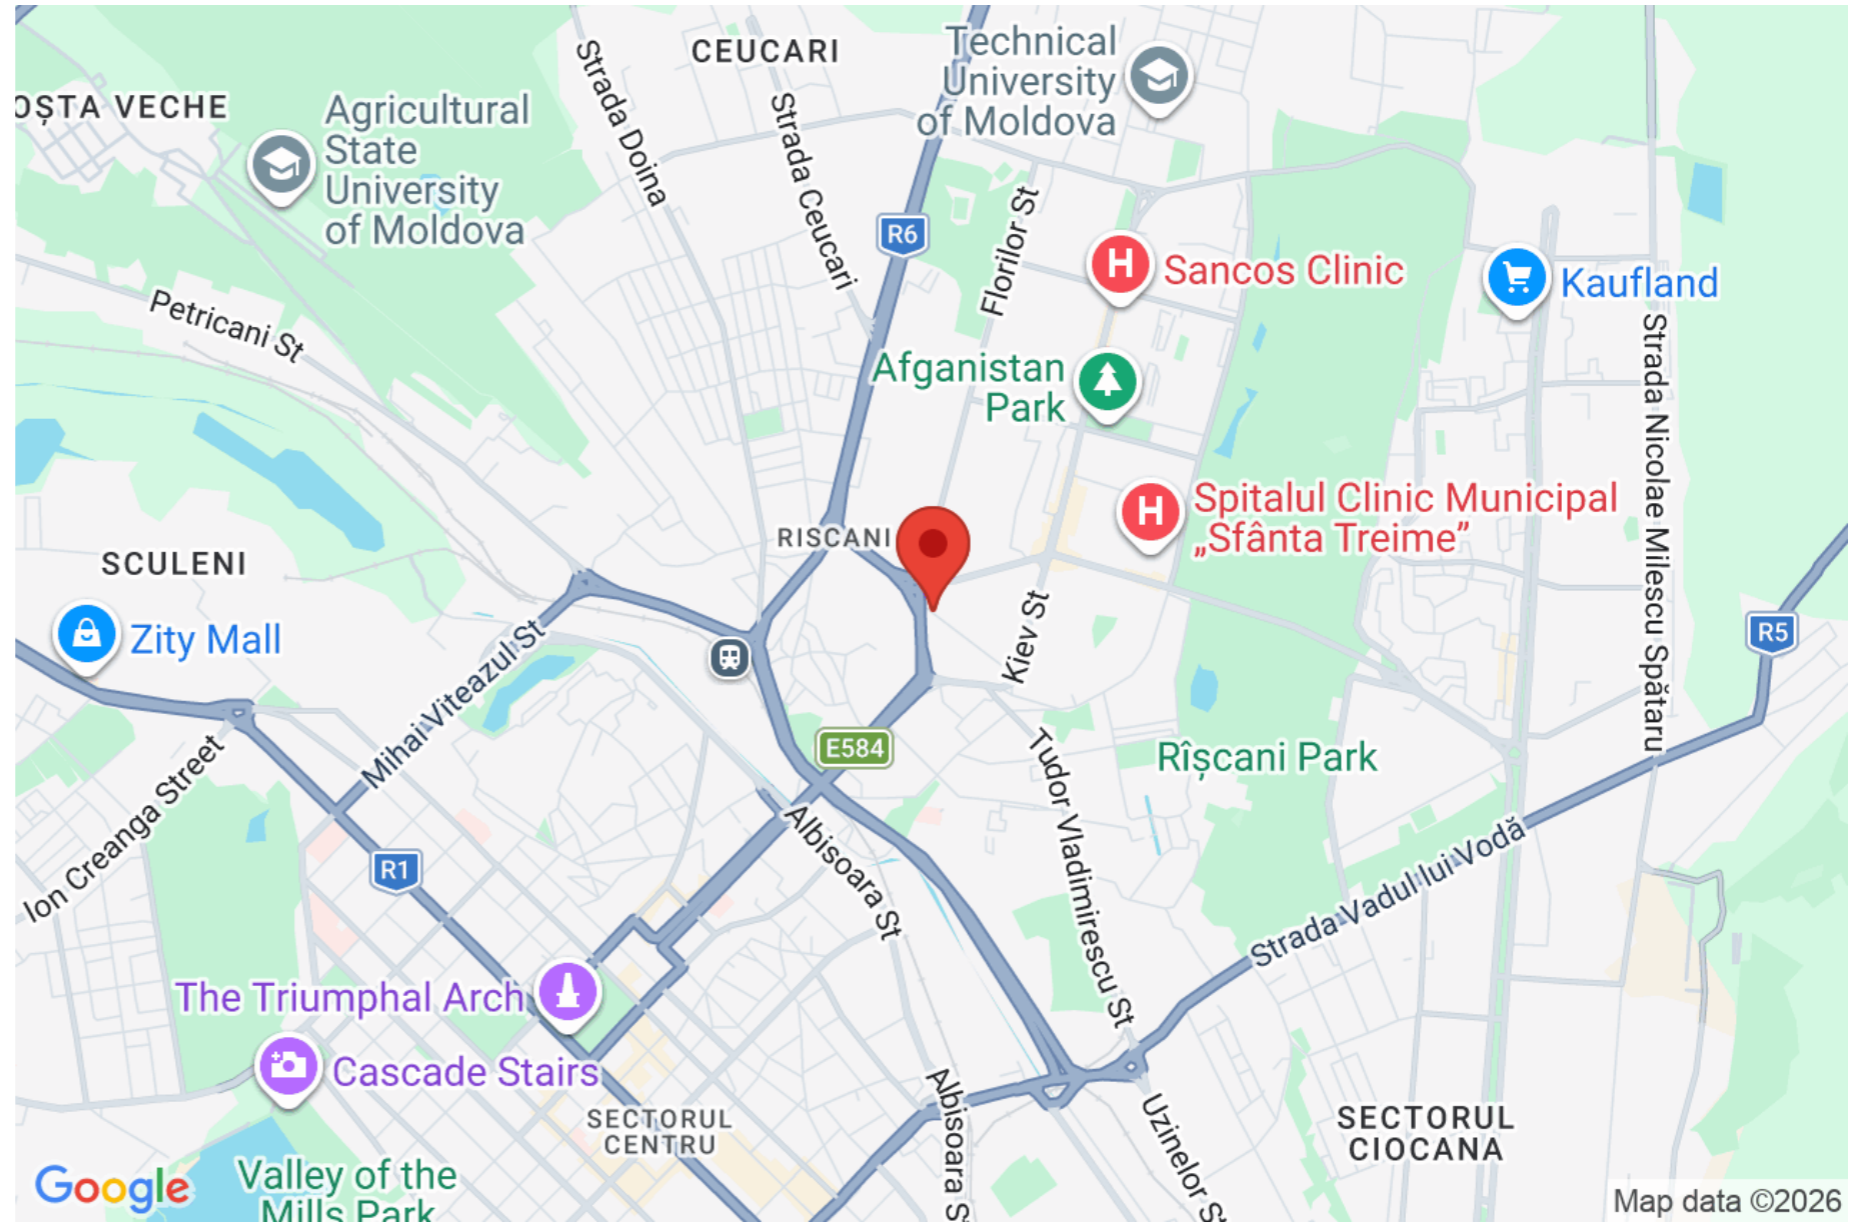 CEUCARI
Technical
University
of Moldova
OȘTA VECHE
Agricultural
State
University
of Moldova
Strada Doina
Strada Ceucari
R6
Florilor St
Sancos Clinic
Kaufland
Petricani St
Afganistan
Park
Strada Nicolae Milescu Spătaru
Spitalul Clinic Municipal
„Sfânta Treime”
RISCANI
SCULENI
Zity Mall
Mihai Viteazul St
Kiev St
R5
E584
Rîșcani Park
Ion Creanga Street
Tudor Vladimirescu St
R1
Albisoara St
Strada Vadul lui Vodă
The Triumphal Arch
Cascade Stairs
SECTORUL
CENTRU
Albisoara S
Uzinelor S
SECTORUL
CIOCANA
Valley of the
Mills Park
Google
Map data ©2026